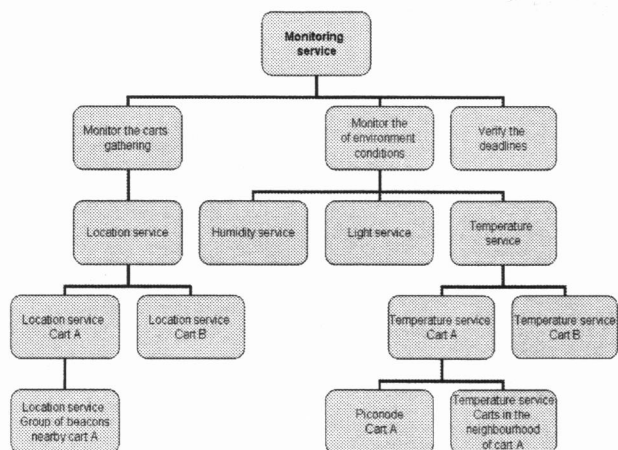 Monitoring
service
Monitor the carts
gathering
Monitor the
of environment
conditions
Verify the
deadlines
Location service
Humidity service
Light service
Temperature
service
Location service
Cart A
Location service
Cart B
Temperature service
Cart A
Temperature service
Cart B
Location service
Group of beacons
nearby cart A
Piconode
Cart A
Temperature service
Carts in the
neighbourhood
of cart A